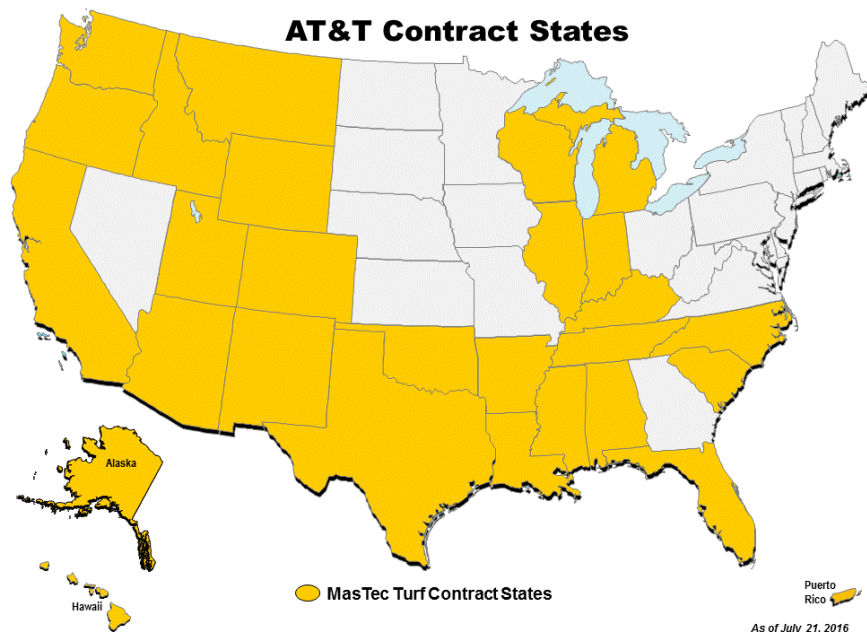 AT&T Contract States
Alaska
Hawaii
MasTec Turf Contract States
Puerto
Rico
As of July 21, 2016